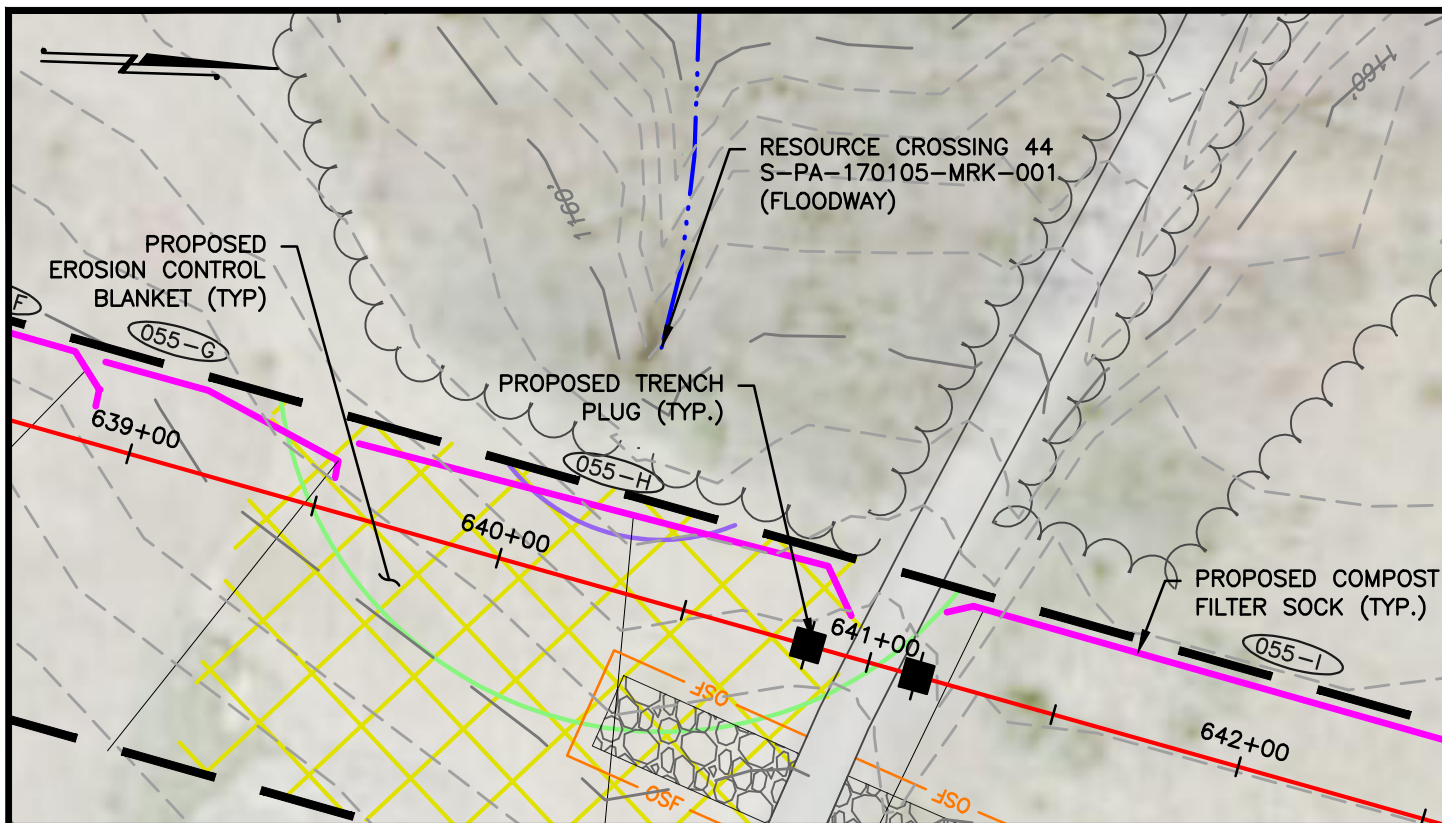 1160'
RESOURCE CROSSING 44
S-PA-170105-MRK-001
(FLOODWAY)
1160'
PROPOSED
EROSION CONTROL
BLANKET (TYP)
F
055-G
639+00
PROPOSED TRENCH
PLUG (TYP.)
055-H
640+00
641+00
PROPOSED COMPOST
FILTER SOCK (TYP.)
055-I
642+00
OSF
OSF
OSF